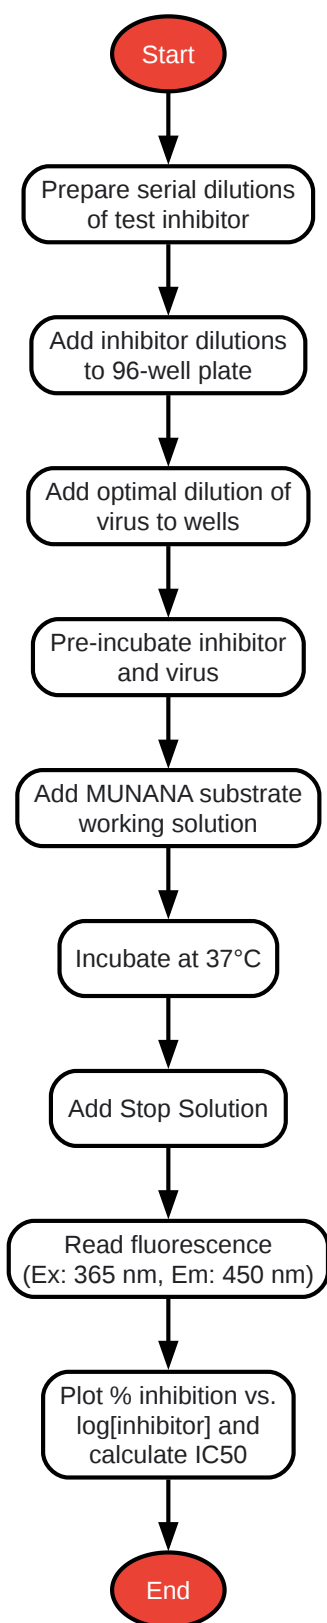 Start
Prepare serial dilutions
of test inhibitor
Add inhibitor dilutions
to 96-well plate
Add optimal dilution of
virus to wells
Pre-incubate inhibitor
and virus
Add MUNANA substrate
working solution
Incubate at 37°C
Add Stop Solution
Read fluorescence
(Ex: 365 nm, Em: 450 nm)
Plot % inhibition vs.
log[inhibitor] and
calculate IC50
End